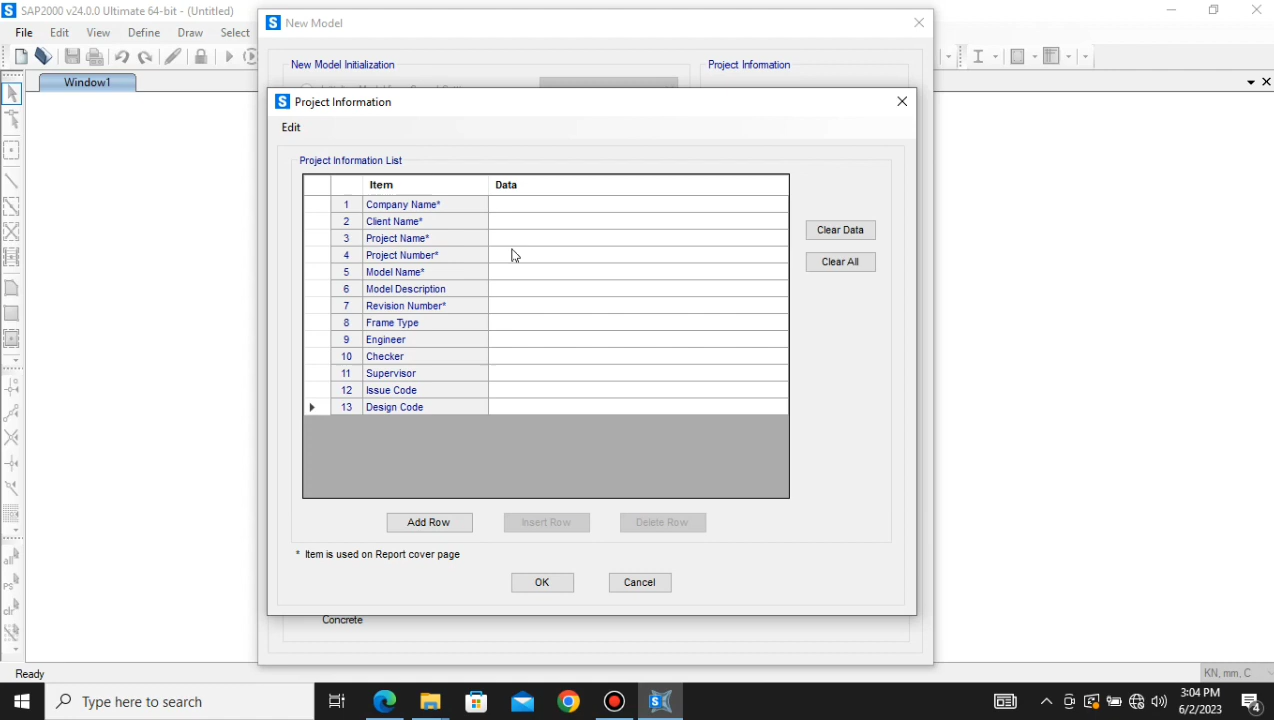 SAP2000 v24.0.0 Ultimate 64-bit - (Untitled)
File Edit View Define Draw Select
Window1
New Model
New Model Initialization
Project Information
Project Information
Edit
Project Information List
Item Data
1 Company Name*
2 Client Name*
3 Project Name*
4 Project Number*
5 Model Name*
6 Model Description
7 Revision Number*
8 Frame Type
9 Engineer
10 Checker
11 Supervisor
12 Issue Code
13 Design Code
Clear Data
Clear All
Add Row Insert Row Delete Row
* Item is used on Report cover page
OK Cancel
Concrete
all
PS
clr
Ready
KN, mm, C
Type here to search
3:04 PM
6/2/2023
4